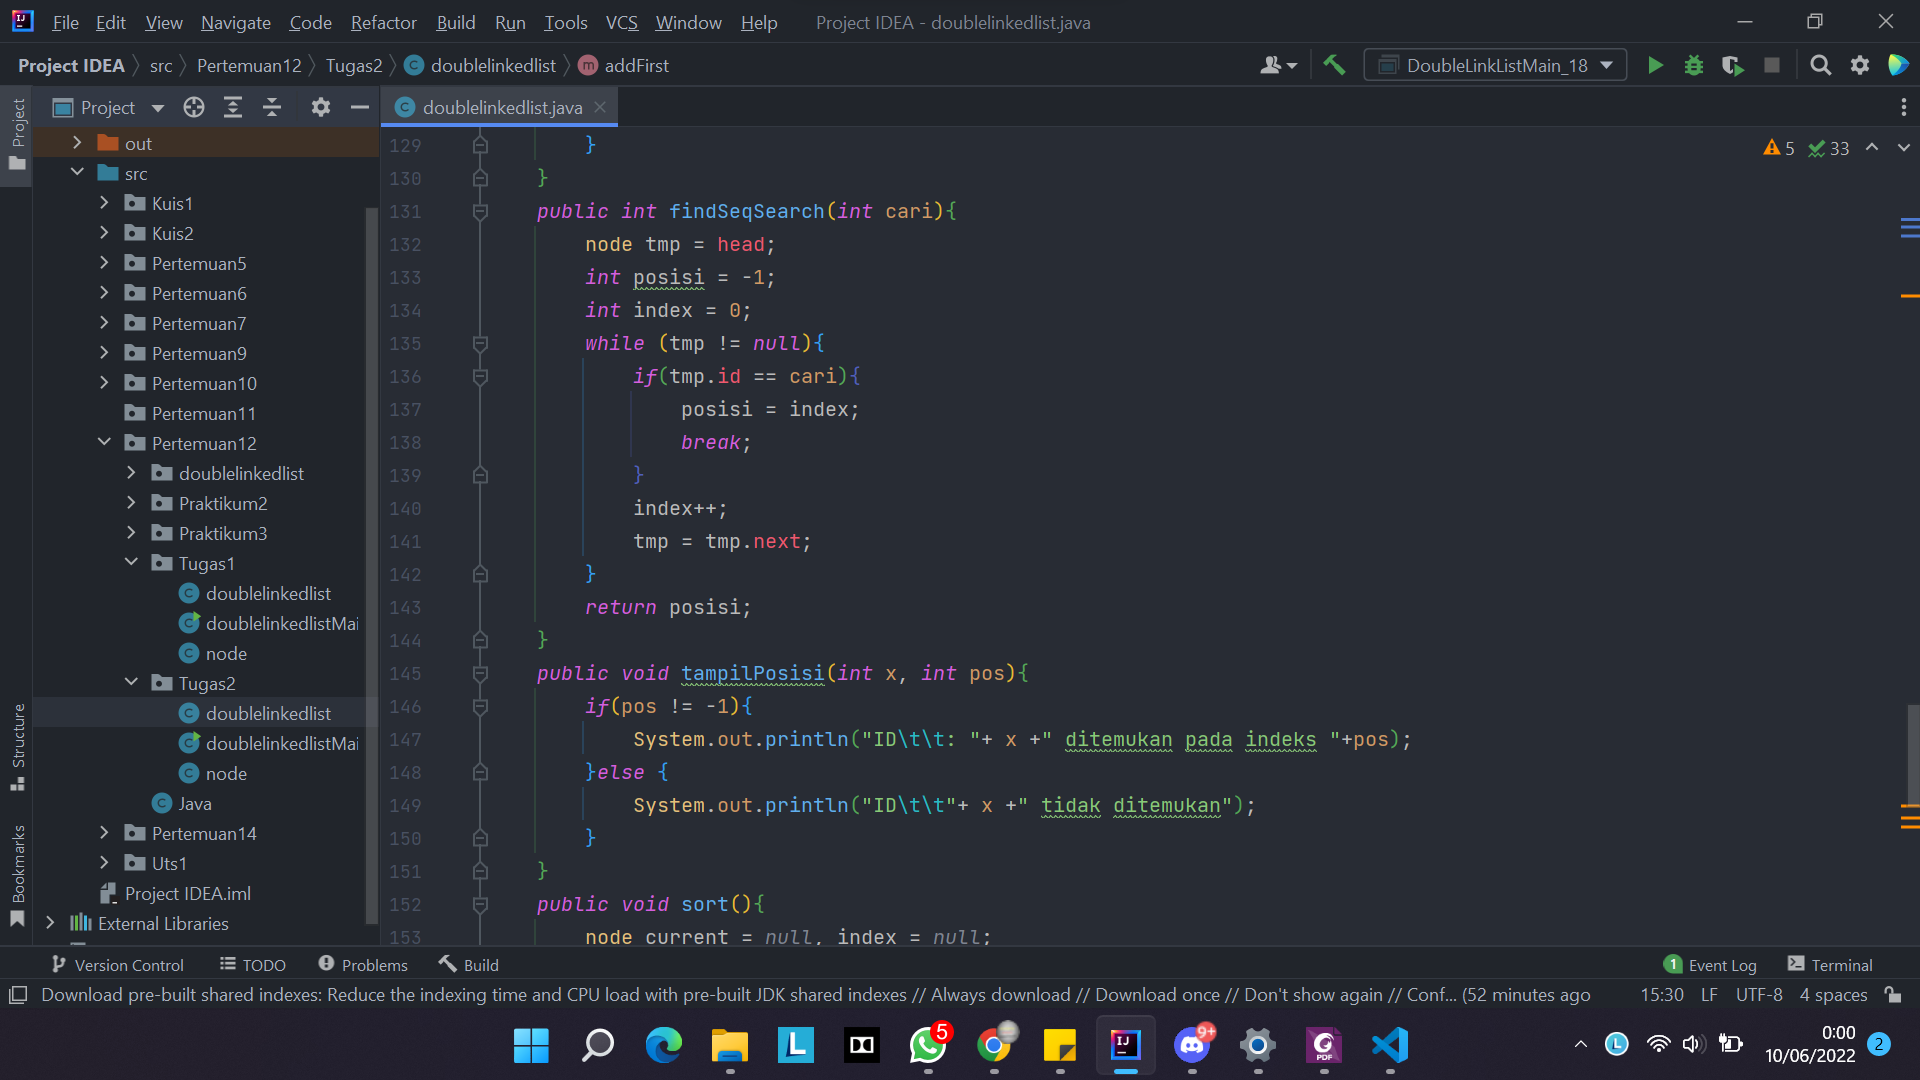 File Edit View Navigate Code Refactor Build Run Tools VCS Window Help Project IDEA - doublelinkedlist.java
Project IDEA src Pertemuan12 Tugas2 doublelinkedlist addFirst DoubleLinkListMain_18
Project
Project
doublelinkedlist.java
out
src
Kuis1
Kuis2
Pertemuan5
Pertemuan6
Pertemuan7
Pertemuan9
Pertemuan10
Pertemuan11
Pertemuan12
doublelinkedlist
Praktikum2
Praktikum3
Tugas1
doublelinkedlist
doublelinkedlistMai
node
Tugas2
doublelinkedlist
doublelinkedlistMai
node
Java
Pertemuan14
Uts1
Project IDEA.iml
External Libraries
Structure
Bookmarks
5 33
129 }
130 }
131 public int findSeqSearch(int cari){
132 node tmp = head;
133 int posisi = -1;
134 int index = 0;
135 while (tmp != null){
136 if(tmp.id == cari){
137 posisi = index;
138 break;
139 }
140 index++;
141 tmp = tmp.next;
142 }
143 return posisi;
144 }
145 public void tampilPosisi(int x, int pos){
146 if(pos != -1){
147 System.out.println("ID\t\t: "+ x +" ditemukan pada indeks "+pos);
148 }else {
149 System.out.println("ID\t\t"+ x +" tidak ditemukan");
150 }
151 }
152 public void sort(){
153 node current = null, index = null;
Version Control TODO Problems Build 1 Event Log Terminal
Download pre-built shared indexes: Reduce the indexing time and CPU load with pre-built JDK shared indexes // Always download // Download once // Don't show again // Conf... (52 minutes ago 15:30 LF UTF-8 4 spaces
L 5 IJ 9+ PDF L
0:00
10/06/2022 2